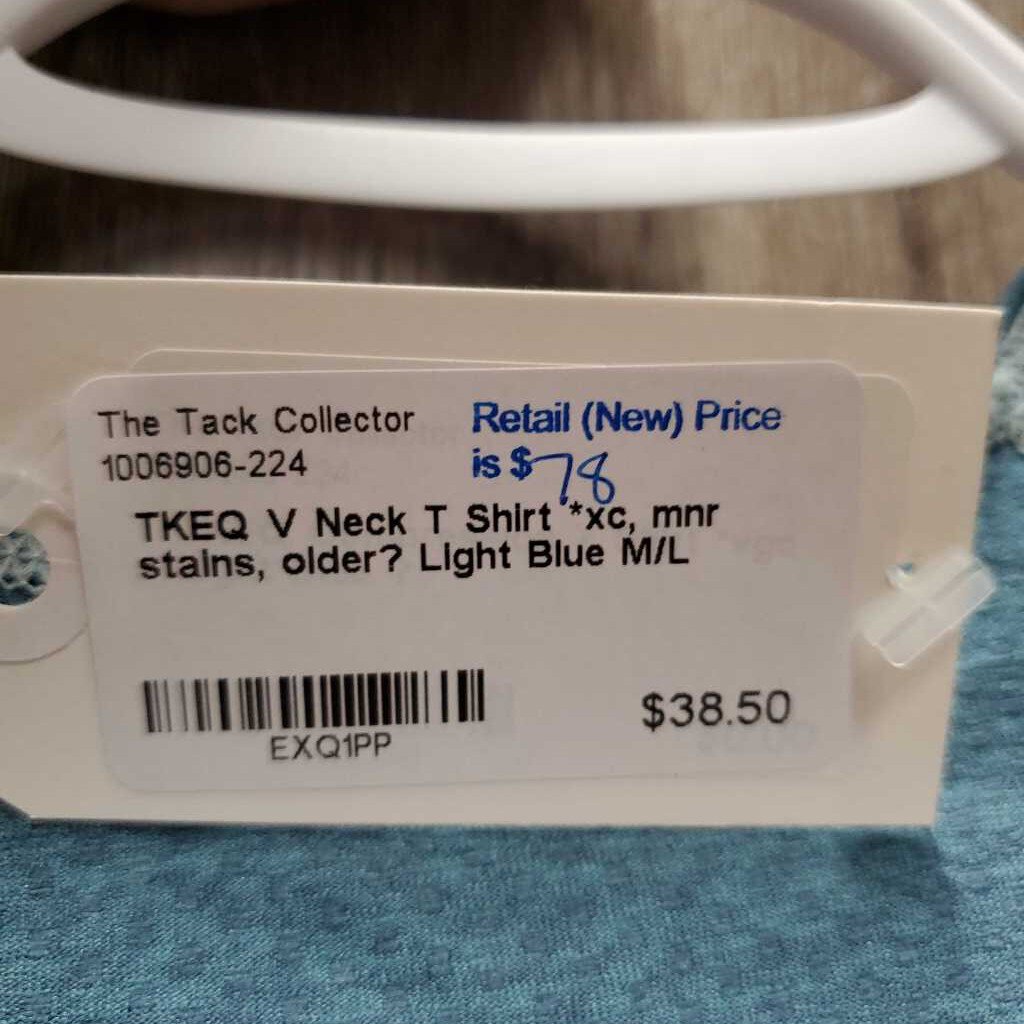 The Tack Collector
1006906-224
Retail (New) Price
is $78
TKEQ V Neck T Shirt *xc, mnr
stains, older? Light Blue M/L
EXQ1PP
$38.50